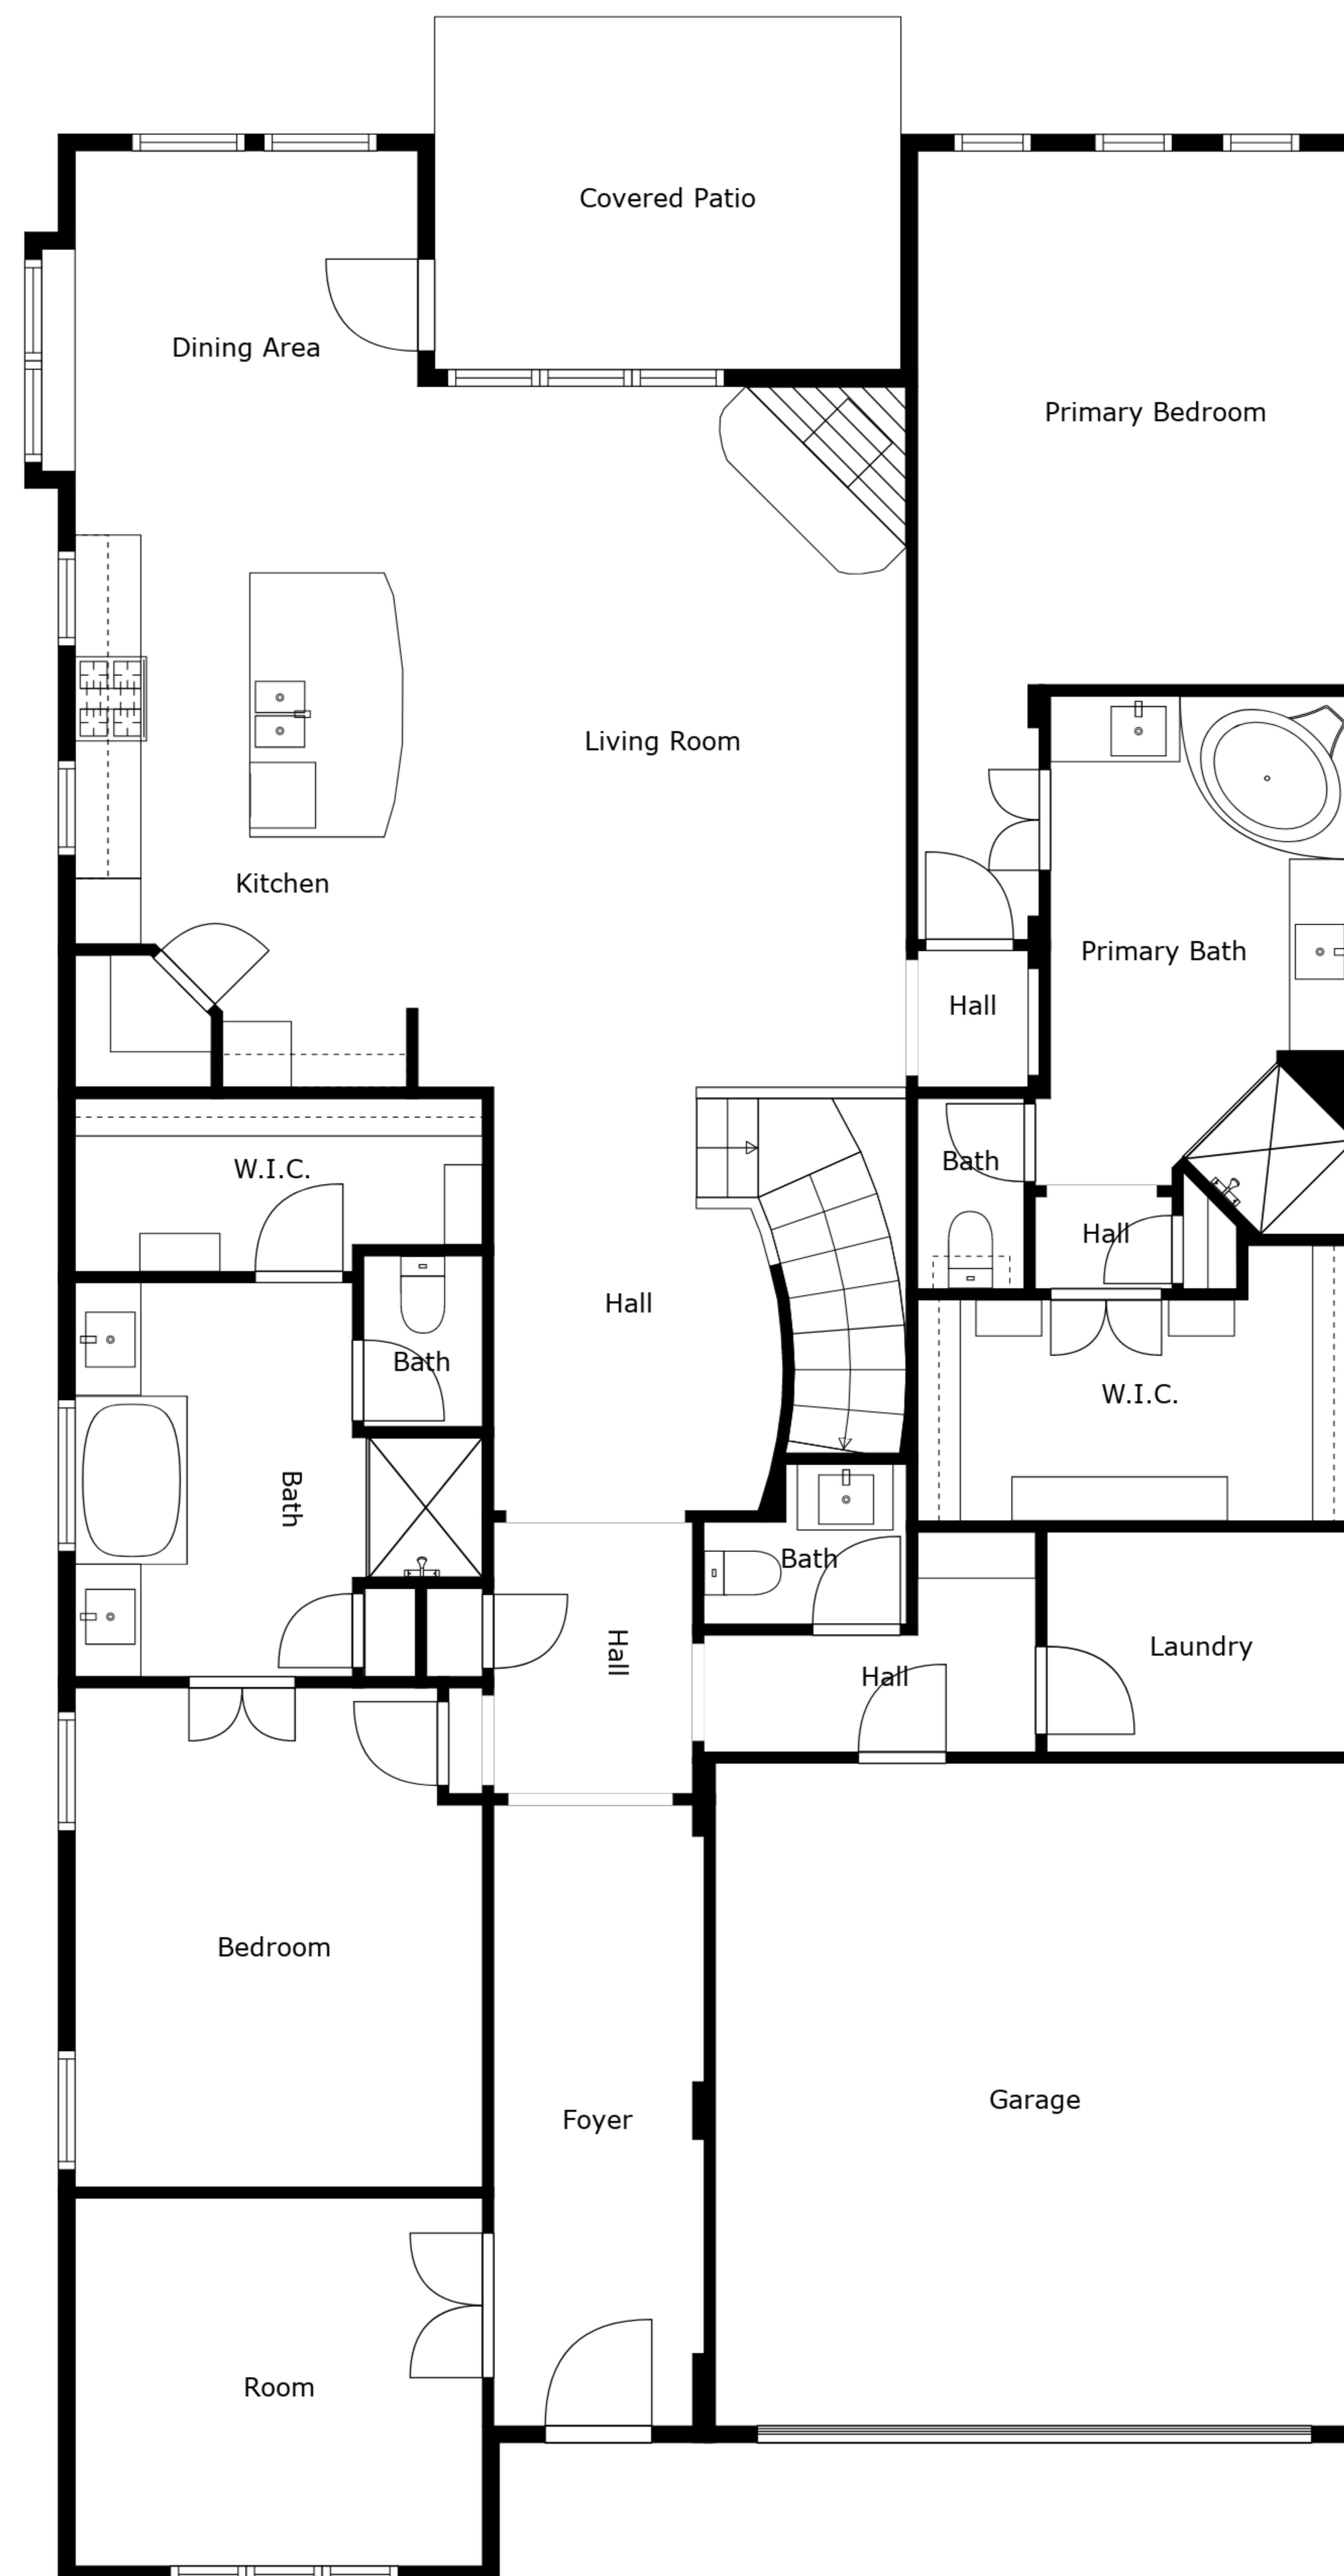 Covered Patio
Dining Area
Primary Bedroom
Living Room
Kitchen
Primary Bath
Hall
W.I.C.
Bath
Hall
Hall
Bath
W.I.C.
Bath
Bath
Hall
Laundry
Hall
Bedroom
Garage
Foyer
Room